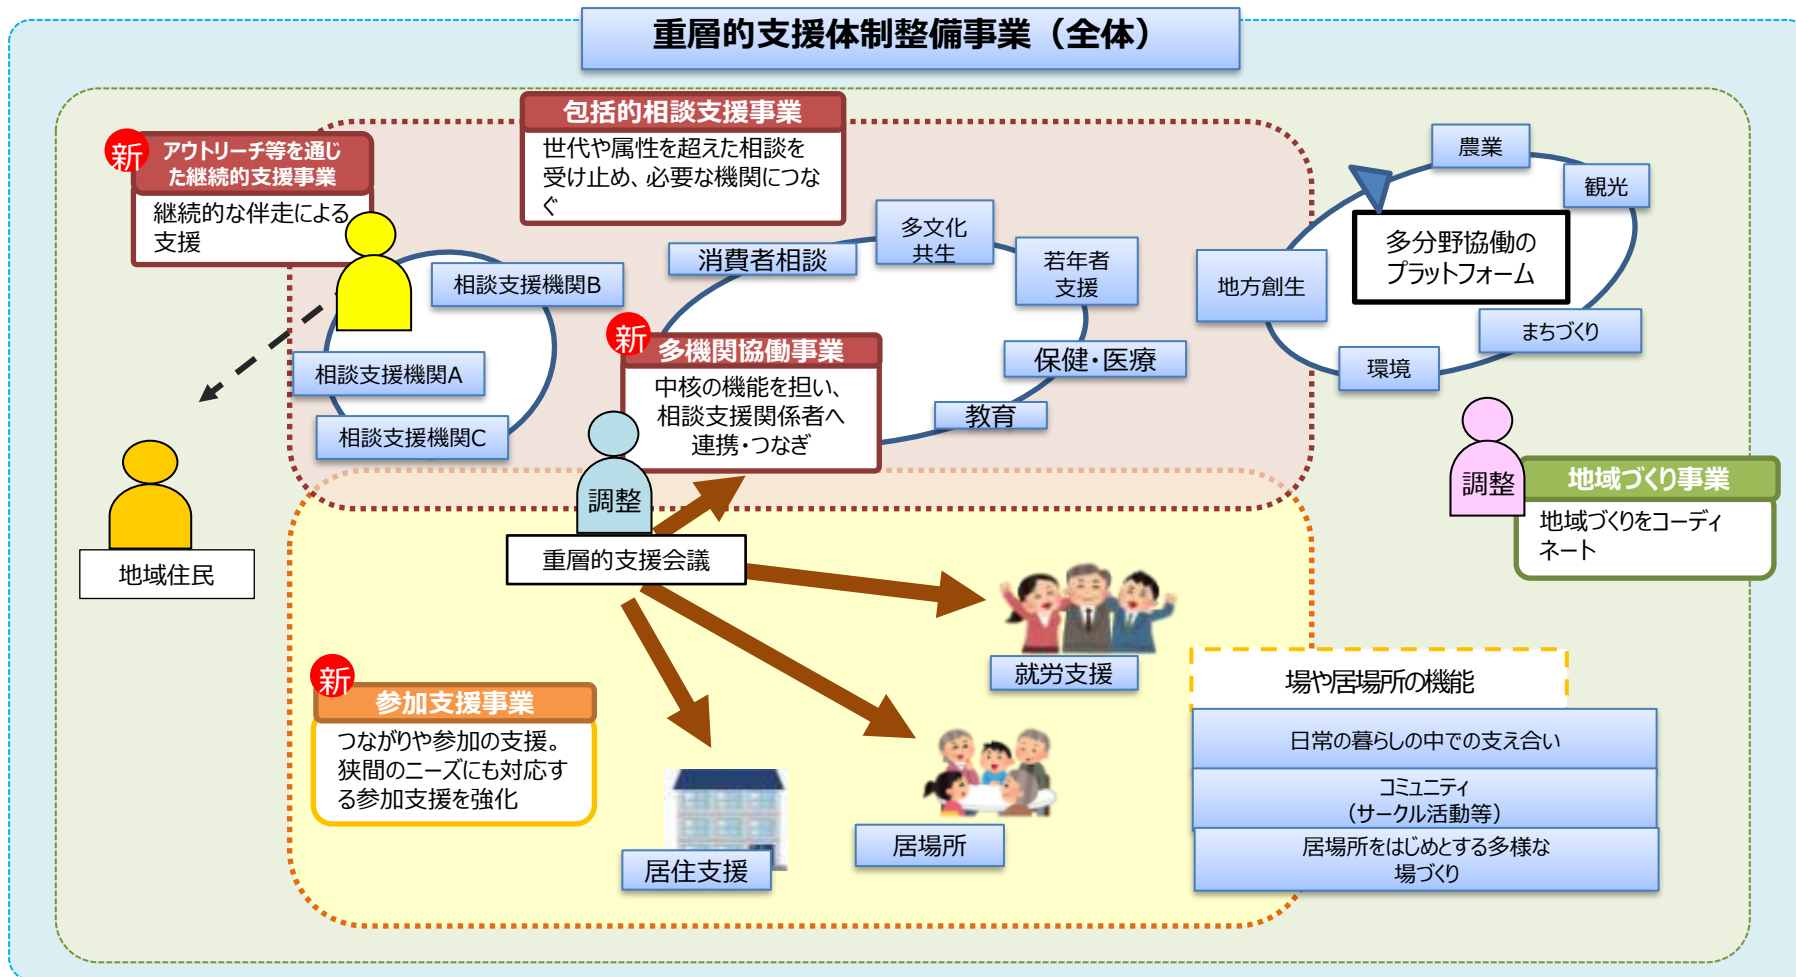 重層的支援体制整備事業（全体）
包括的相談支援事業
世代や属性を超えた相談を
受け止め、必要な機関につな
ぐ
新
アウトリーチ等を通じ
た継続的支援事業
継続的な伴走による
支援
相談支援機関B
相談支援機関A
相談支援機関C
消費者相談
多文化
共生
若年者
支援
保健・医療
教育
新
多機関協働事業
中核の機能を担い、
相談支援関係者へ
連携・つなぎ
農業
観光
多分野協働の
プラットフォーム
地方創生
まちづくり
環境
調整
地域づくり事業
地域づくりをコーディ
ネート
地域住民
調整
重層的支援会議
新
参加支援事業
つながりや参加の支援。
狭間のニーズにも対応す
る参加支援を強化
就労支援
居場所
居住支援
場や居場所の機能
日常の暮らしの中での支え合い
コミュニティ
（サークル活動等）
居場所をはじめとする多様な
場づくり